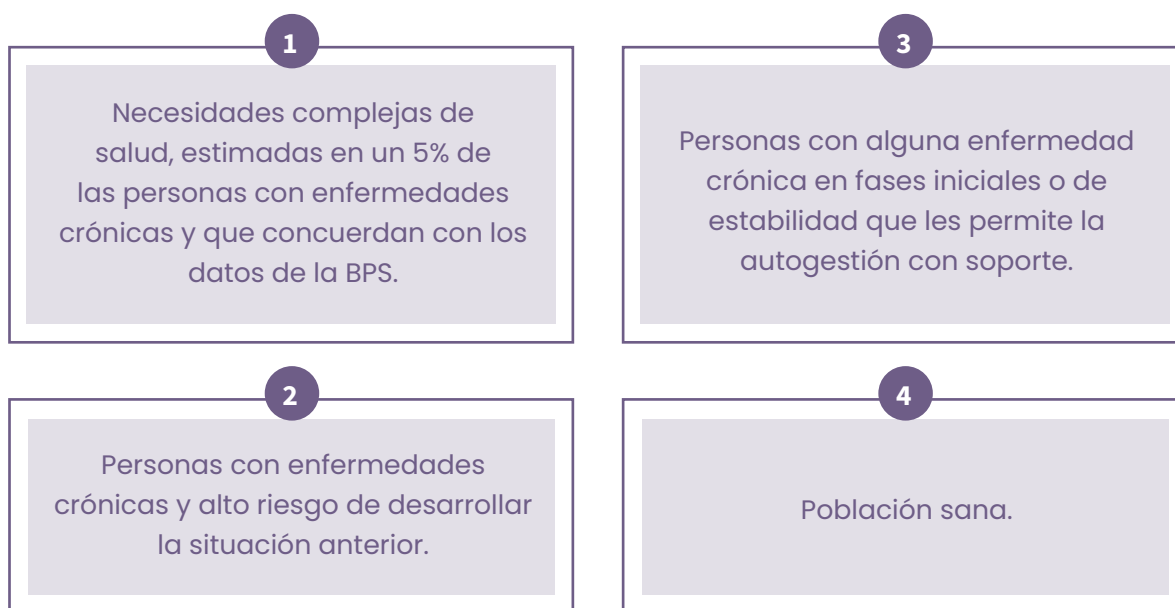 1
Necesidades complejas de
salud, estimadas en un 5% de
las personas con enfermedades
crónicas y que concuerdan con los
datos de la BPS.
2
Personas con enfermedades
crónicas y alto riesgo de desarrollar
la situación anterior.
3
Personas con alguna enfermedad
crónica en fases iniciales o de
estabilidad que les permite la
autogestión con soporte.
4
Población sana.